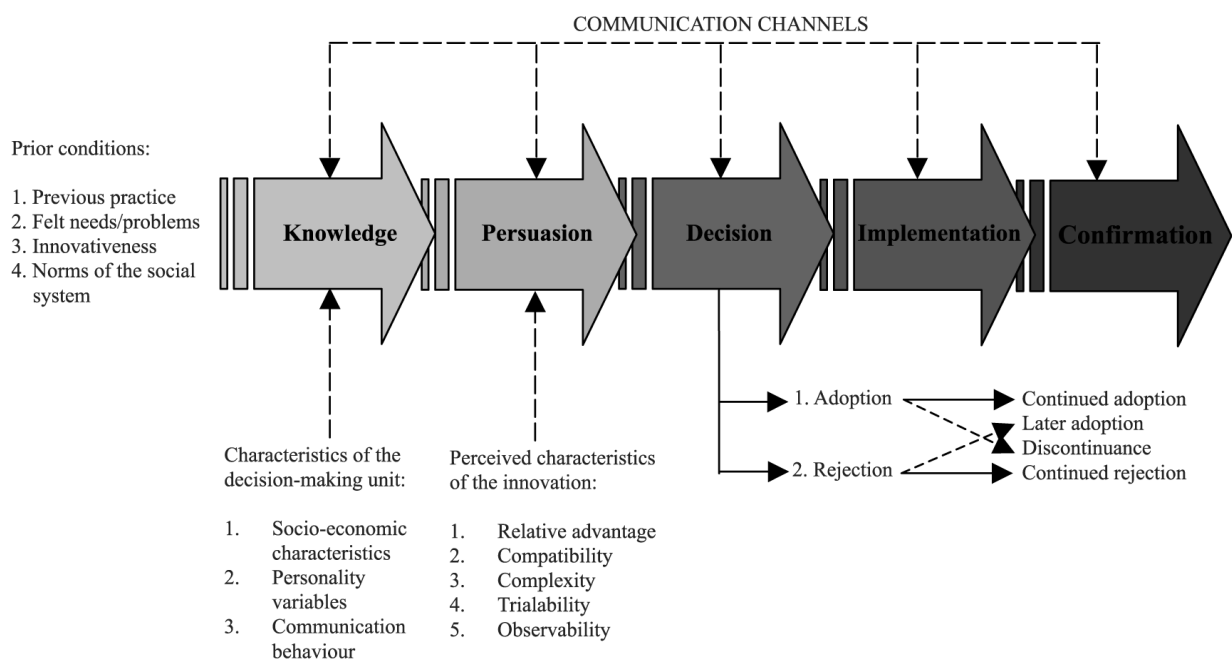 COMMUNICATION CHANNELS
Prior conditions:
1. Previous practice
2. Felt needs/problems
3. Innovativeness
4. Norms of the social
system
Knowledge
Persuasion
Decision
Implementation
Confirmation
1. Adoption
2. Rejection
Continued adoption
Later adoption
Discontinuance
Continued rejection
Characteristics of the
decision-making unit:
1. Socio-economic
characteristics
2. Personality
variables
3. Communication
behaviour
Perceived characteristics
of the innovation:
1. Relative advantage
2. Compatibility
3. Complexity
4. Trialability
5. Observability